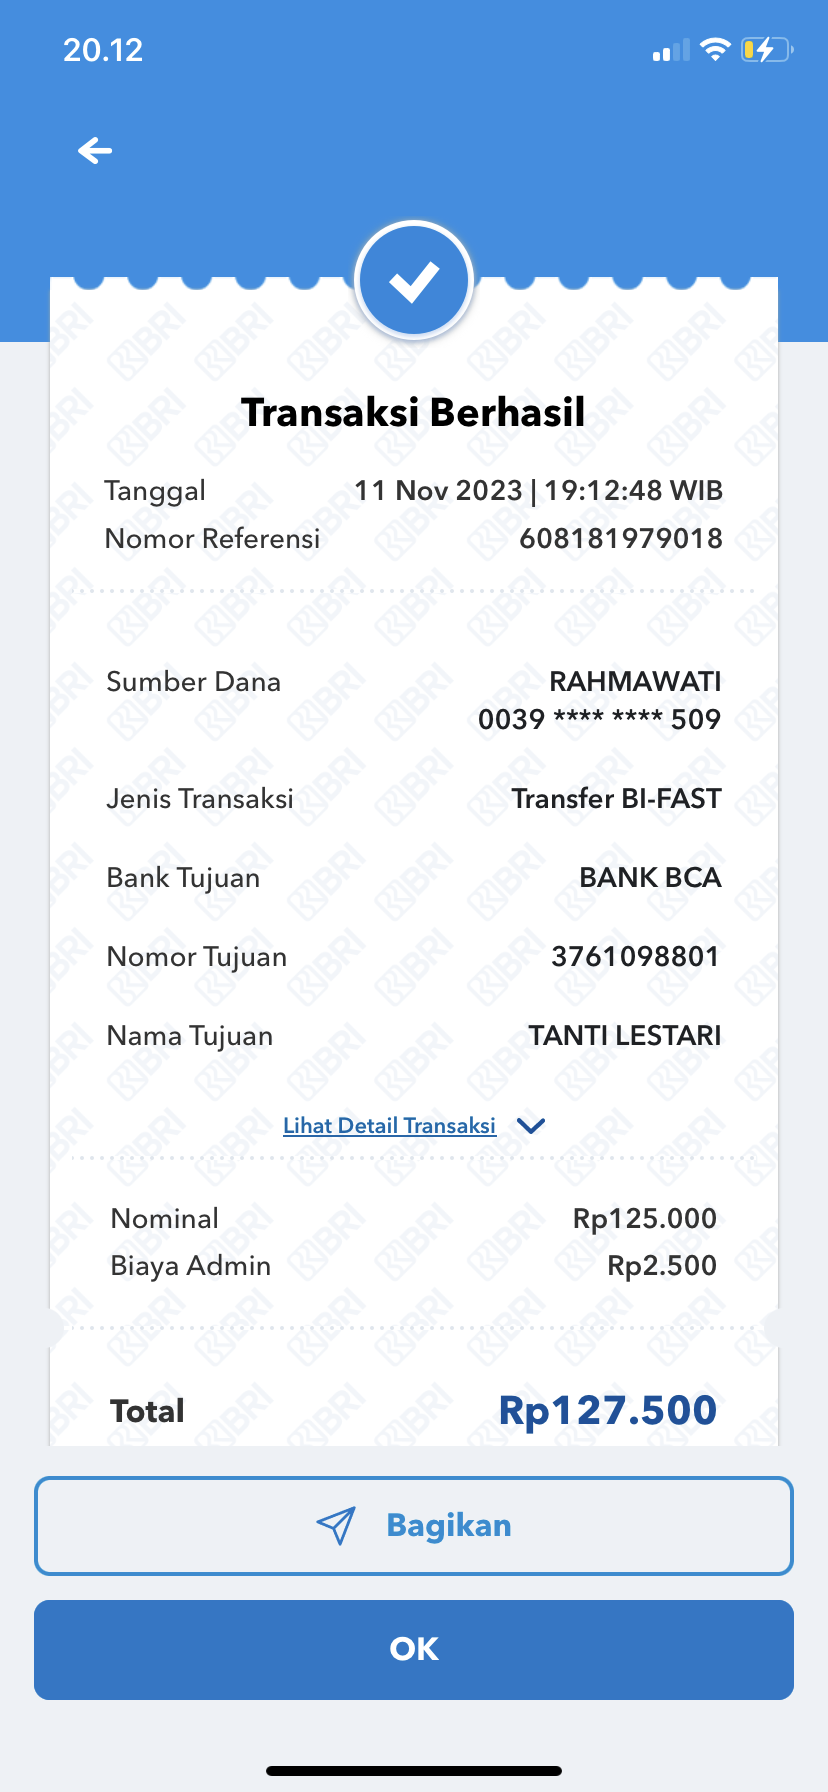 20.12
Transaksi Berhasil
Tanggal 11 Nov 2023 | 19:12:48 WIB
Nomor Referensi 608181979018
Sumber Dana RAHMAWATI
0039 **** **** 509
Jenis Transaksi Transfer BI-FAST
Bank Tujuan BANK BCA
Nomor Tujuan 3761098801
Nama Tujuan TANTI LESTARI
Lihat Detail Transaksi
Nominal Rp125.000
Biaya Admin Rp2.500
Total Rp127.500
Bagikan
OK